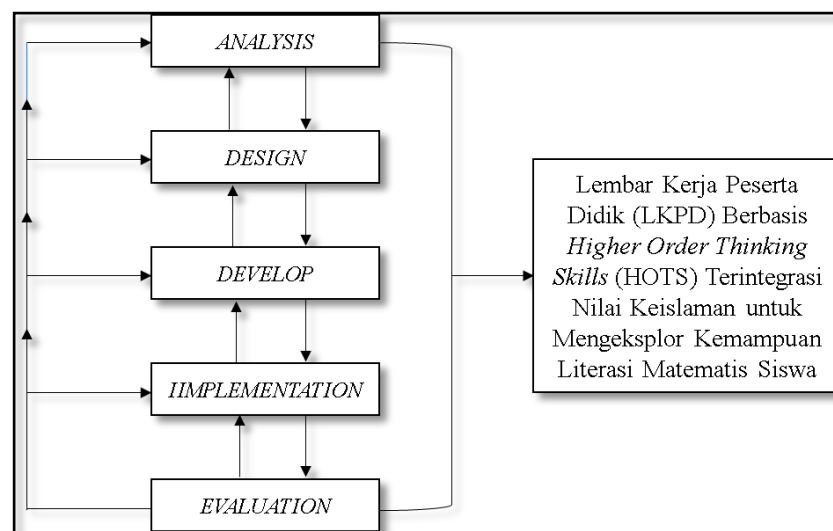 ANALYSIS
DESIGN
DEVELOP
IIMPLEMENTATION
EVALUATION
Lembar Kerja Peserta
Didik (LKPD) Berbasis
Higher Order Thinking
Skills (HOTS) Terintegrasi
Nilai Keislaman untuk
Mengeksplor Kemampuan
Literasi Matematis Siswa